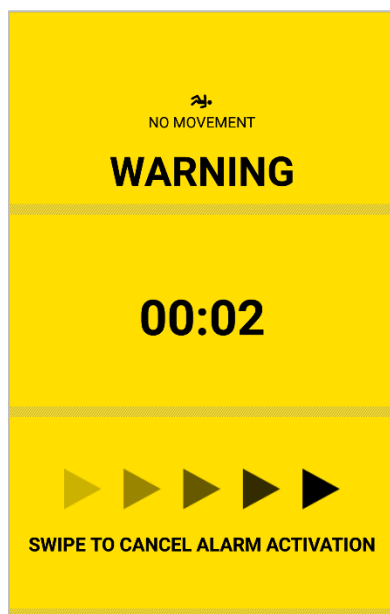 NO MOVEMENT
WARNING
00:02
SWIPE TO CANCEL ALARM ACTIVATION